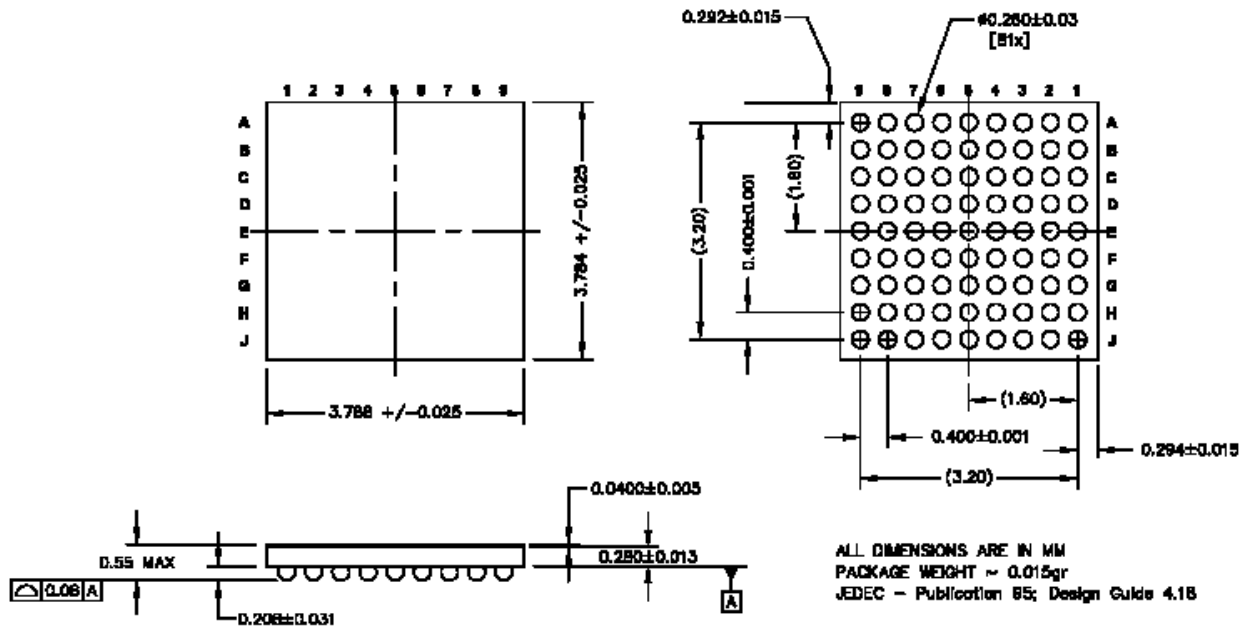 0.292±0.015
ø0.260±0.03
[81x]
1 2 3 4 5 6 7 8 9
9 8 7 6 5 4 3 2 1
A
B
C
D
E
F
G
H
J
3.784 +/-0.025
3.788 +/-0.025
A
B
C
D
E
F
G
H
J
(3.20)
(1.60)
0.400±0.001
(1.60)
0.400±0.001
0.294±0.015
(3.20)
0.0400±0.003
0.55 MAX
0.280±0.013
0.06 A
0.208±0.031
A
ALL DIMENSIONS ARE IN MM
PACKAGE WEIGHT ~ 0.015gr
JEDEC - Publication 95; Design Guide 4.18